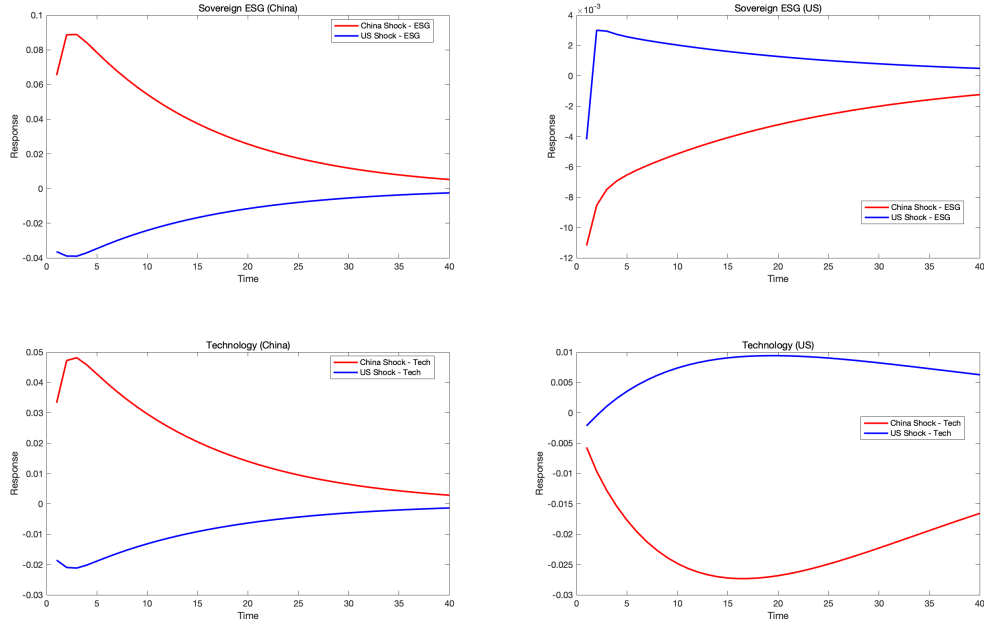 Sovereign ESG (China)
0.1
0.08
0.06
0.04
0.02
0
-0.02
-0.04
Response
China Shock - ESG
US Shock - ESG
0 5 10 15 20 25 30 35 40
Time
Sovereign ESG (US)
×10⁻³
4
2
0
-2
-4
-6
-8
-10
-12
Response
China Shock - ESG
US Shock - ESG
0 5 10 15 20 25 30 35 40
Time
Technology (China)
0.05
0.04
0.03
0.02
0.01
0
-0.01
-0.02
-0.03
Response
China Shock - Tech
US Shock - Tech
0 5 10 15 20 25 30 35 40
Time
Technology (US)
0.01
0.005
0
-0.005
-0.01
-0.015
-0.02
-0.025
-0.03
Response
China Shock - Tech
US Shock - Tech
0 5 10 15 20 25 30 35 40
Time